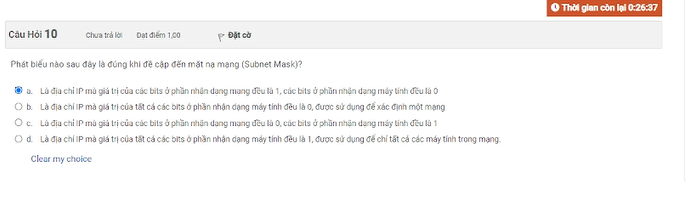 Thời gian còn lại 0:26:37
Câu Hỏi 10 Chưa trả lời Đạt điểm 1,00 Đặt cờ
Phát biểu nào sau đây là đúng khi đề cập đến mặt nạ mạng (Subnet Mask)?
a. Là địa chỉ IP mà giá trị của các bits ở phần nhận dạng mạng đều là 1, các bits ở phần nhận dạng máy tính đều là 0
b. Là địa chỉ IP mà giá trị của tất cả các bits ở phần nhận dạng máy tính đều là 0, được sử dụng để xác định một mạng
c. Là địa chỉ IP mà giá trị của các bits ở phần nhận dạng mạng đều là 0, các bits ở phần nhận dạng máy tính đều là 1
d. Là địa chỉ IP mà giá trị của tất cả các bits ở phần nhận dạng máy tính đều là 1, được sử dụng để chỉ tất cả các máy tính trong mạng.
Clear my choice